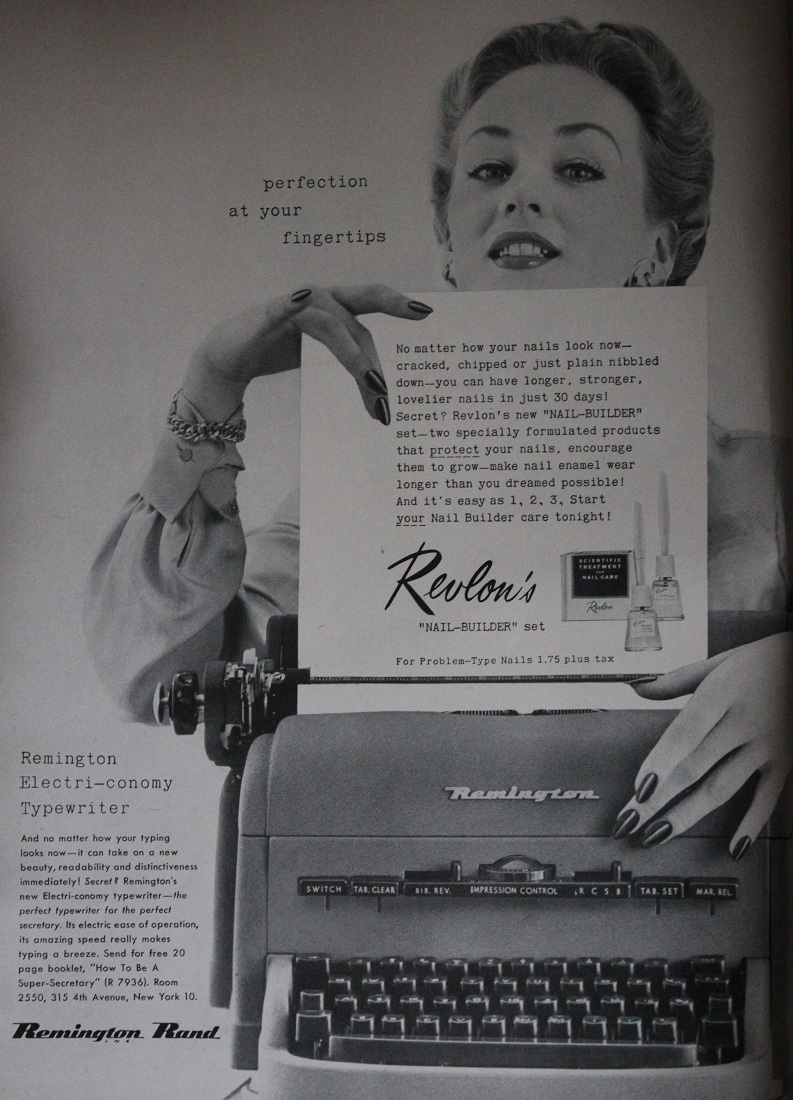 perfection
at your
fingertips
No matter how your nails look now—
cracked, chipped or just plain nibbled
down—you can have longer, stronger,
lovelier nails in just 30 days!
Secret? Revlon's new "NAIL-BUILDER"
set—two specially formulated products
that protect your nails, encourage
them to grow—make nail enamel wear
longer than you dreamed possible!
And it's easy as 1, 2, 3, Start
your Nail Builder care tonight!
SCIENTIFIC
TREATMENT
FOR
NAIL CARE
Revlon
Revlon's
"NAIL-BUILDER" set
For Problem-Type Nails 1.75 plus tax
Remington
SWITCH TAB. CLEAR RIB. REV. IMPRESSION CONTROL R C S B TAB. SET MAR. REL.
Remington
Electri-conomy
Typewriter
And no matter how your typing
looks now—it can take on a new
beauty, readability and distinctiveness
immediately! Secret? Remington's
new Electri-conomy typewriter—the
perfect typewriter for the perfect
secretary. Its electric ease of operation,
its amazing speed really makes
typing a breeze. Send for free 20
page booklet, "How To Be A
Super-Secretary" (R 7936). Room
2550, 315 4th Avenue, New York 10.
Remington Rand
INC